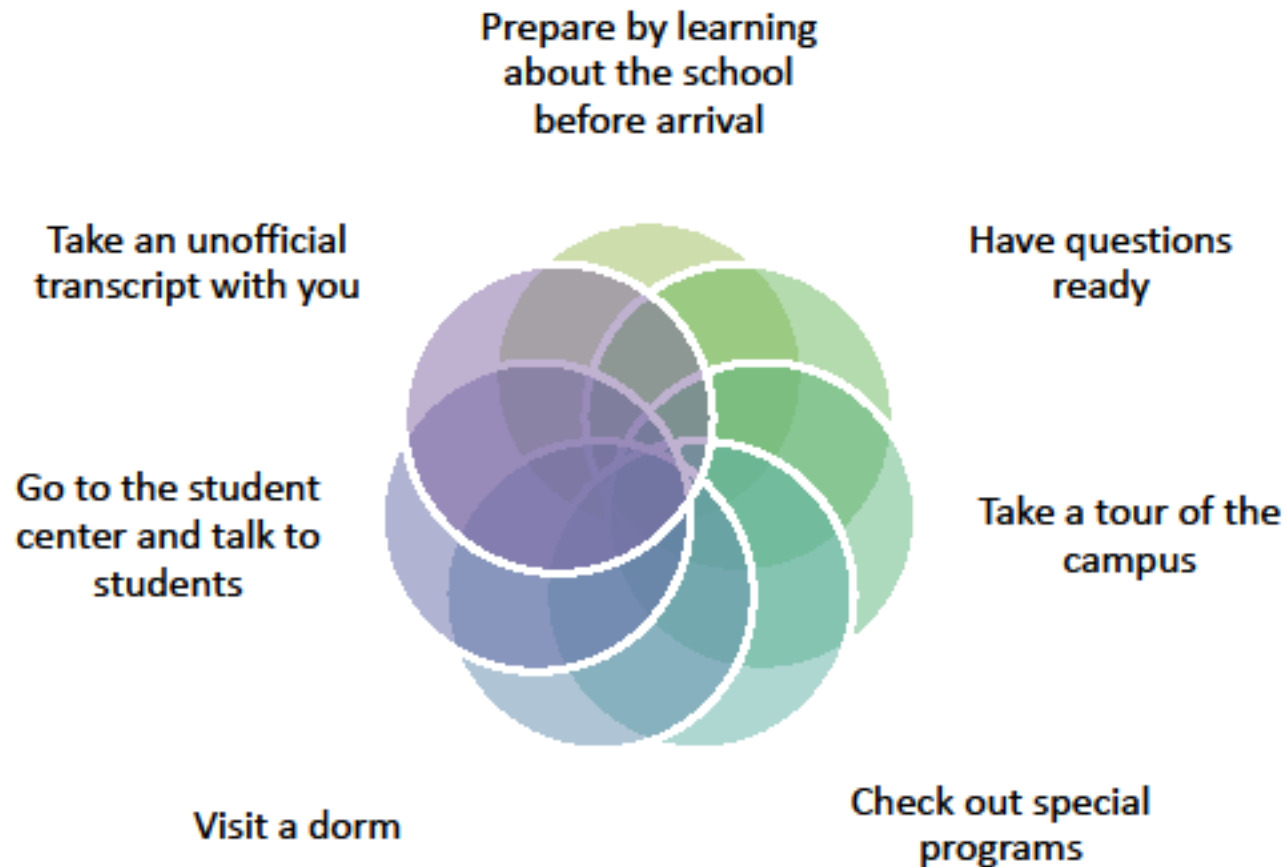 Prepare by learning
about the school
before arrival
Have questions
ready
Take a tour of the
campus
Check out special
programs
Visit a dorm
Go to the student
center and talk to
students
Take an unofficial
transcript with you